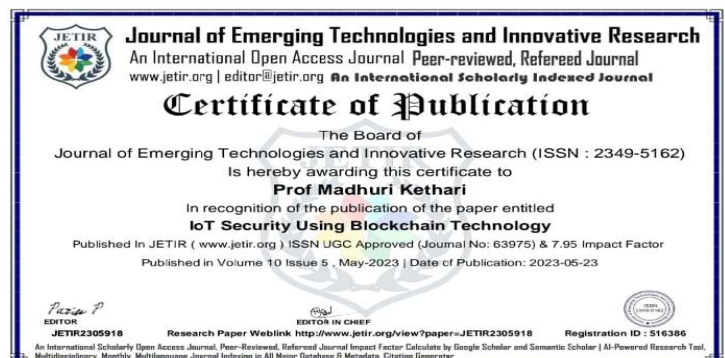 JETIR
Journal of Emerging Technologies and Innovative Research
An International Open Access Journal Peer-reviewed, Refereed Journal
www.jetir.org | editor@jetir.org An International Scholarly Indexed Journal
Certificate of Publication
The Board of
Journal of Emerging Technologies and Innovative Research (ISSN : 2349-5162)
Is hereby awarding this certificate to
Prof Madhuri Kethari
In recognition of the publication of the paper entitled
IoT Security Using Blockchain Technology
Published In JETIR ( www.jetir.org ) ISSN UGC Approved (Journal No: 63975) & 7.95 Impact Factor
Published in Volume 10 Issue 5 , May-2023 | Date of Publication: 2023-05-23
EDITOR
EDITOR IN CHIEF
JETIR2305918
Research Paper Weblink http://www.jetir.org/view?paper=JETIR2305918
Registration ID : 516386
An International Scholarly Open Access Journal, Peer-Reviewed, Refereed Journal Impact Factor Calculate by Google Scholar and Semantic Scholar | AI-Powered Research Tool,
Multidisciplinary, Monthly, Multilanguage Journal Indexing in All Major Database & Metadata, Citation Generator